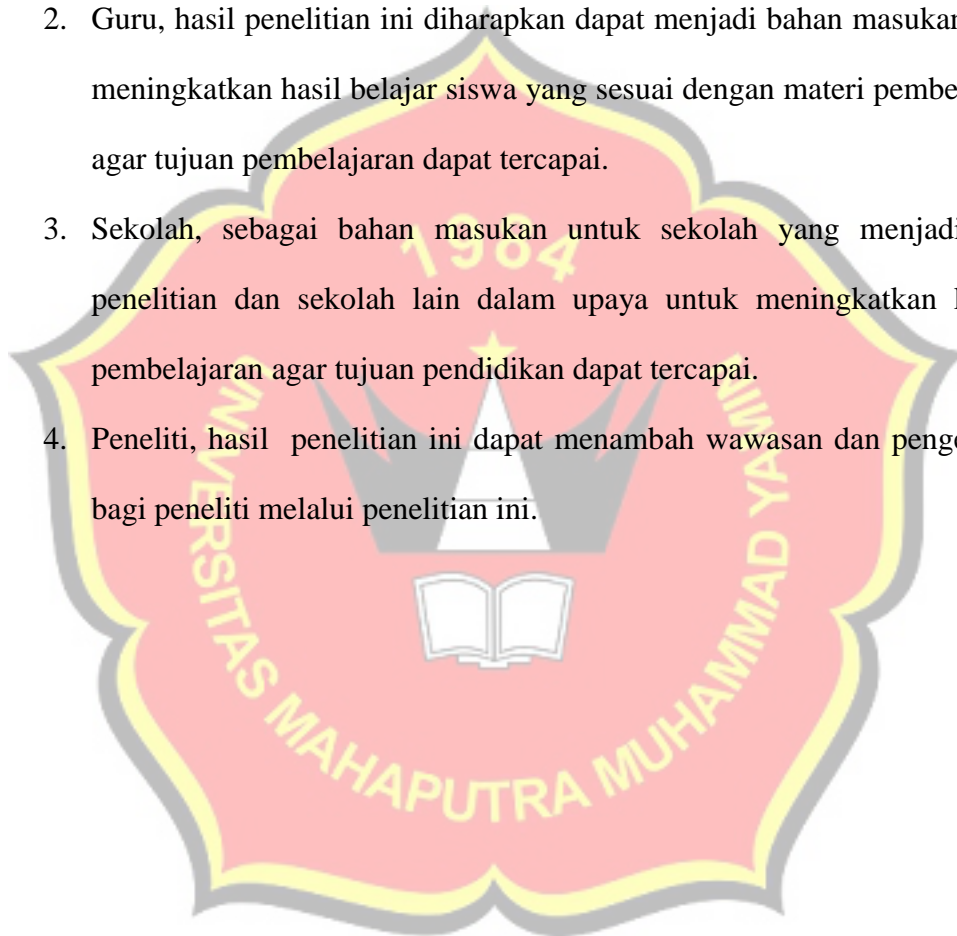 2. Guru, hasil penelitian ini diharapkan dapat menjadi bahan masukan
meningkatkan hasil belajar siswa yang sesuai dengan materi
agar tujuan pembelajaran dapat tercapai.
3. Sekolah, sebagai bahan masukan untuk sekolah yang menjadi
1984
penelitian dan sekolah lain dalam upaya untuk meningkatkan
pembelajaran agar tujuan pendidikan dapat tercapai.
4. Peneliti, hasil penelitian ini dapat menambah wawasan dan
bagi peneliti melalui penelitian ini.
UNIVERSITAS MAHAPUTRA MUHAMMAD YAMIN